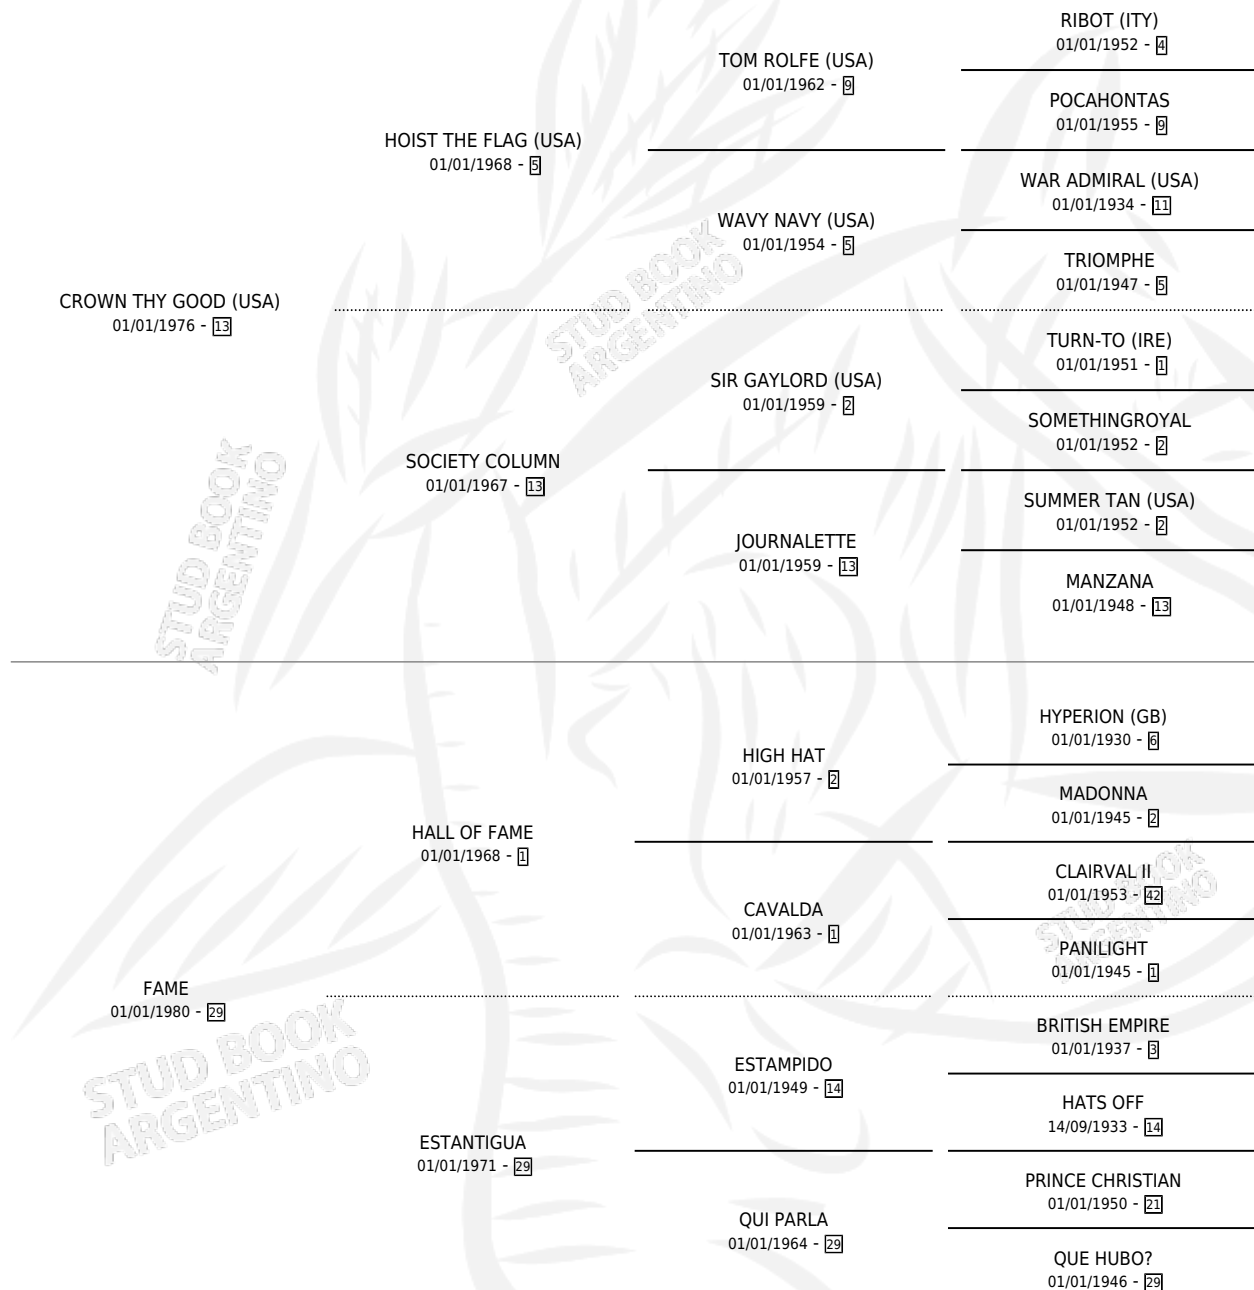 RIBOT (ITY)
01/01/1952 - 4
TOM ROLFE (USA)
01/01/1962 - 9
POCAHONTAS
01/01/1955 - 9
HOIST THE FLAG (USA)
01/01/1968 - 5
WAR ADMIRAL (USA)
01/01/1934 - 11
WAVY NAVY (USA)
01/01/1954 - 5
TRIOMPHE
01/01/1947 - 5
CROWN THY GOOD (USA)
01/01/1976 - 13
TURN-TO (IRE)
01/01/1951 - 1
SIR GAYLORD (USA)
01/01/1959 - 2
SOMETHINGROYAL
01/01/1952 - 2
SOCIETY COLUMN
01/01/1967 - 13
SUMMER TAN (USA)
01/01/1952 - 2
JOURNALETTE
01/01/1959 - 13
MANZANA
01/01/1948 - 13
HYPERION (GB)
01/01/1930 - 6
HIGH HAT
01/01/1957 - 2
MADONNA
01/01/1945 - 2
HALL OF FAME
01/01/1968 - 1
CLAIRVAL II
01/01/1953 - 42
CAVALDA
01/01/1963 - 1
PANILIGHT
01/01/1945 - 1
FAME
01/01/1980 - 29
BRITISH EMPIRE
01/01/1937 - 3
ESTAMPIDO
01/01/1949 - 14
HATS OFF
14/09/1933 - 14
ESTANTIGUA
01/01/1971 - 29
PRINCE CHRISTIAN
01/01/1950 - 21
QUI PARLA
01/01/1964 - 29
QUE HUBO?
01/01/1946 - 29
STUD BOOK
ARGENTINO
STUD BOOK
ARGENTINO
STUD BOOK
ARGENTINO
STUD BOOK
ARGENTINO